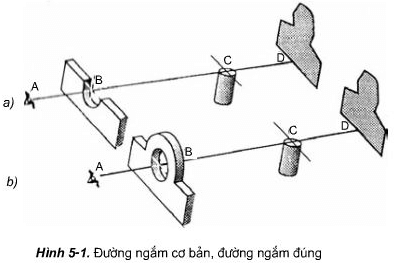 A
B
C
D
a)
A
B
C
D
b)
Hình 5-1. Đường ngắm cơ bản, đường ngắm đúng